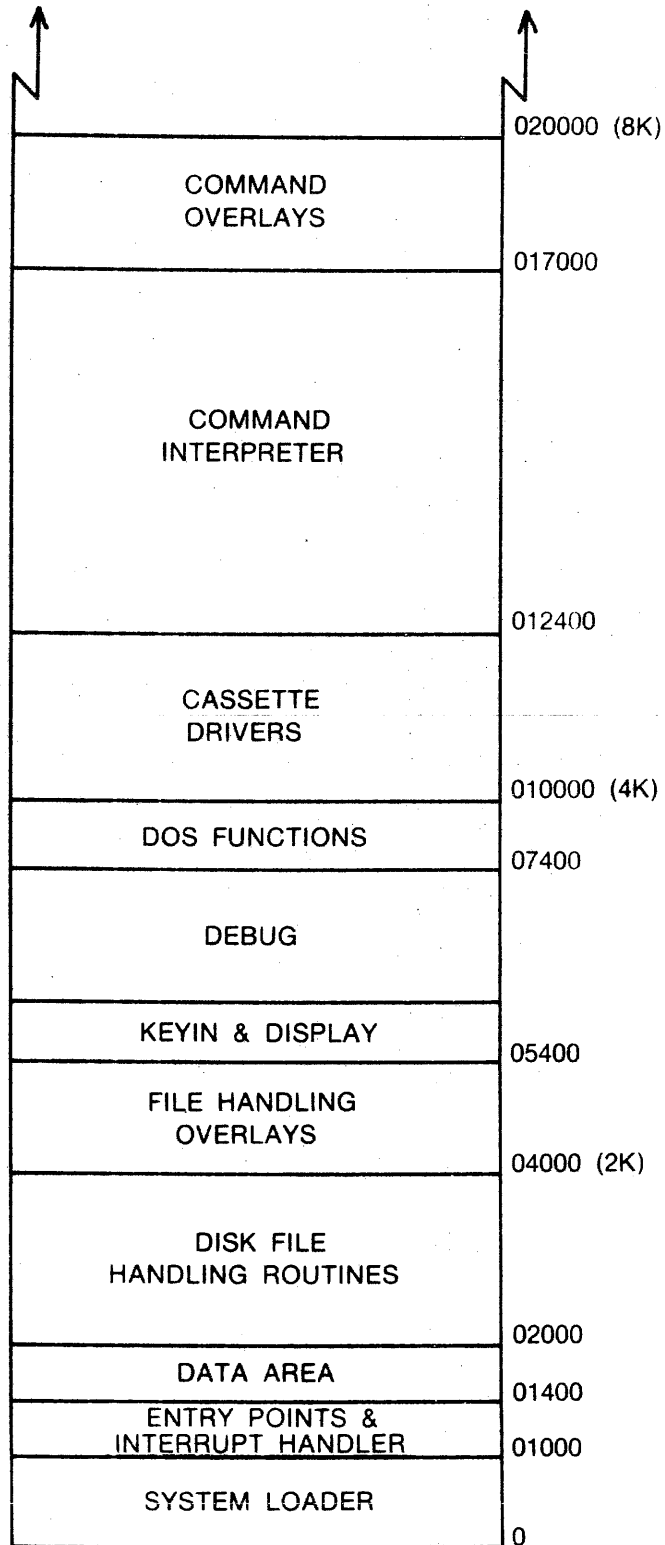 020000 (8K)
COMMAND
OVERLAYS
017000
COMMAND
INTERPRETER
012400
CASSETTE
DRIVERS
010000 (4K)
DOS FUNCTIONS
07400
DEBUG
KEYIN & DISPLAY
05400
FILE HANDLING
OVERLAYS
04000 (2K)
DISK FILE
HANDLING ROUTINES
02000
DATA AREA
01400
ENTRY POINTS &
INTERRUPT HANDLER
01000
SYSTEM LOADER
0